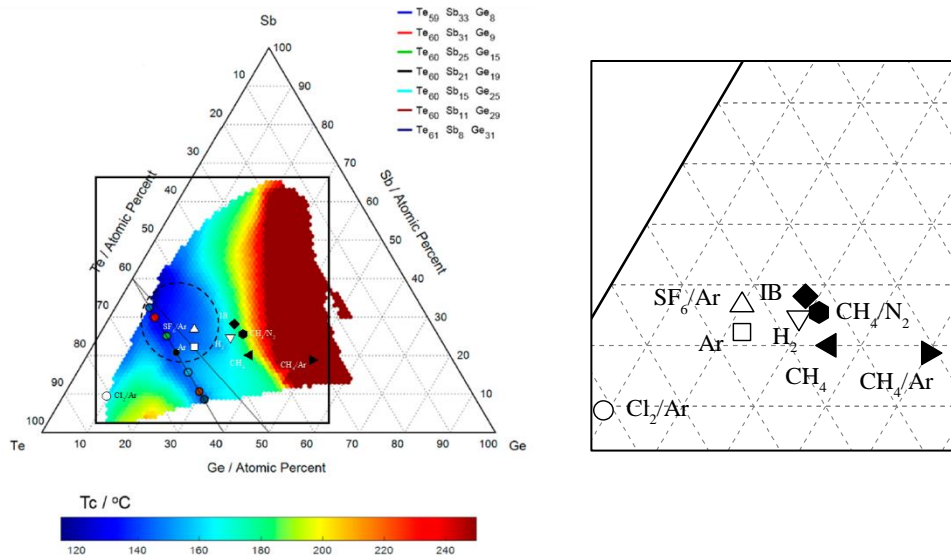 Sb
Te59 Sb33 Ge8
Te60 Sb31 Ge9
Te60 Sb25 Ge15
Te60 Sb21 Ge19
Te60 Sb15 Ge25
Te60 Sb11 Ge29
Te61 Sb8 Ge31
100
10
90
20
80
30
70
40
60
50
50
60
40
70
30
80
20
90
10
100
Te / Atomic Percent
Sb / Atomic Percent
SF6/Ar
Ar
IB
CH4/N2
H2
CH4
CH4/Ar
Cl2/Ar
Te
10
20
30
40
50
60
70
80
90
100
Ge
Ge / Atomic Percent
Tc / °C
120
140
160
180
200
220
240
SF6/Ar
IB
CH4/N2
Ar
H2
CH4
CH4/Ar
Cl2/Ar